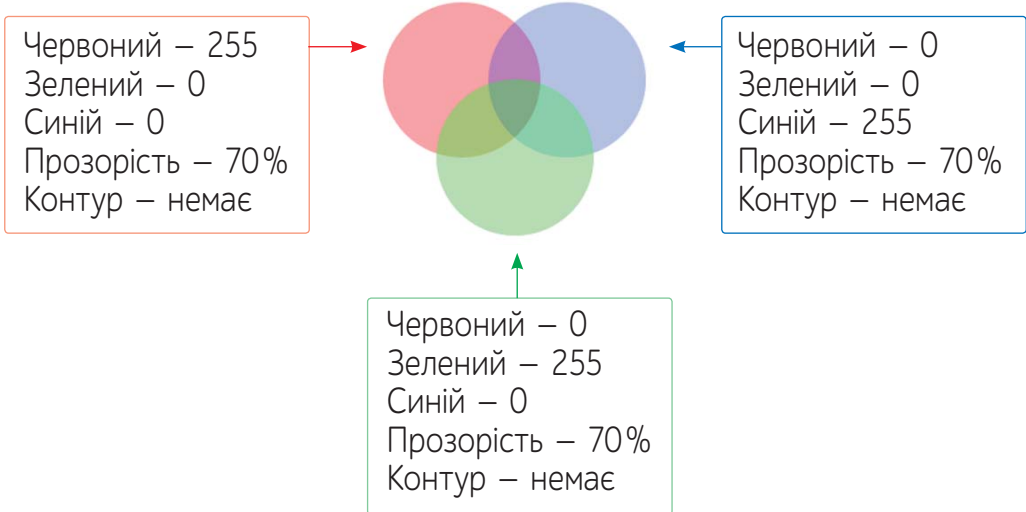 Червоний – 255
Зелений – 0
Синій – 0
Прозорість – 70%
Контур – немає
Червоний – 0
Зелений – 0
Синій – 255
Прозорість – 70%
Контур – немає
Червоний – 0
Зелений – 255
Синій – 0
Прозорість – 70%
Контур – немає